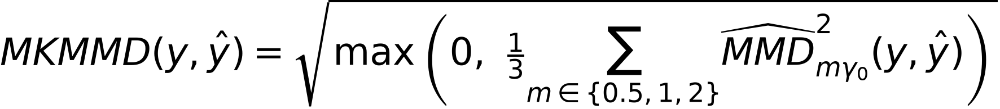 MKMMD(y, ŷ) = √max(0, 1/3 ∑_{m ∈ {0.5, 1, 2}} \widehat{MMD}²_{mγ₀}(y, ŷ))